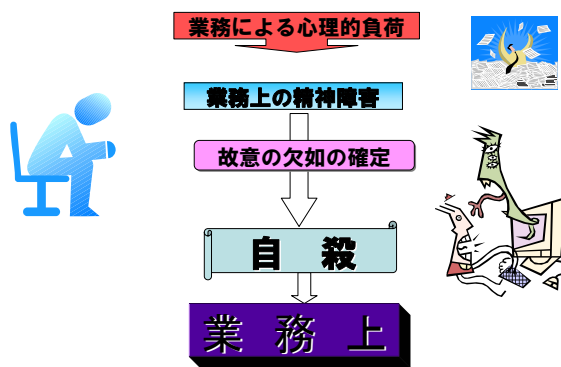 業務による心理的負荷
業務上の精神障害
故意の欠如の確定
自 殺
業 務 上